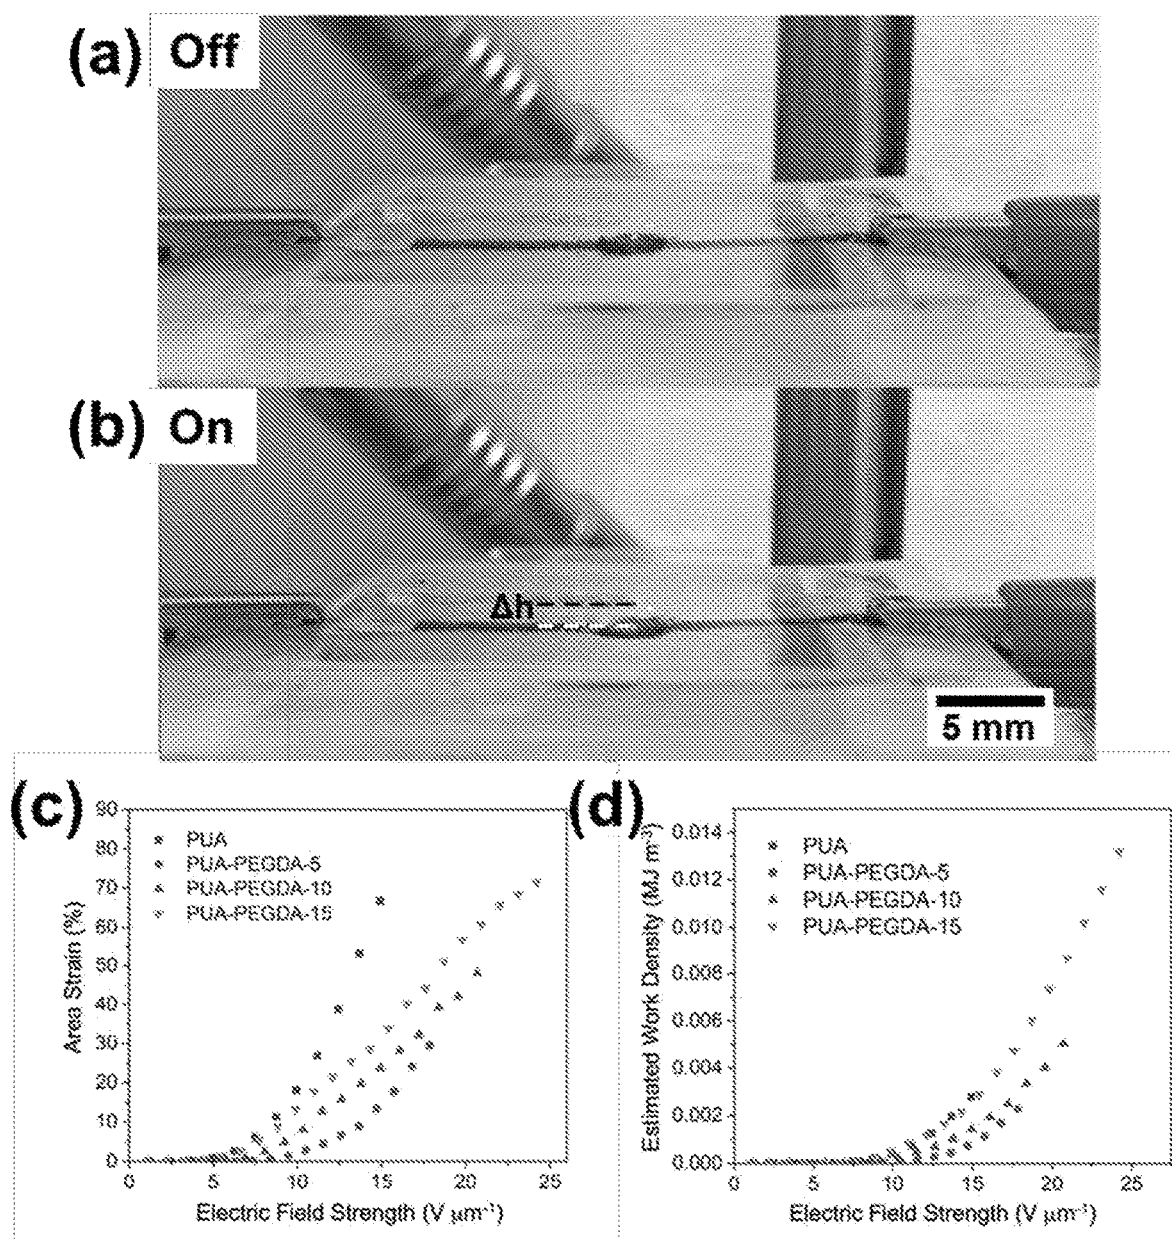 (a) Off
(b) On
Δh
5 mm
(c)
90
80
70
60
50
40
30
20
10
0
Area Strain (%)
PUA
PUA-PEGDA-5
PUA-PEGDA-10
PUA-PEGDA-15
0 5 10 15 20 25
Electric Field Strength (V μm⁻¹)
(d)
0.014
0.012
0.010
0.008
0.006
0.004
0.002
0.000
Estimated Work Density (MJ m⁻³)
PUA
PUA-PEGDA-5
PUA-PEGDA-10
PUA-PEGDA-15
0 5 10 15 20 25
Electric Field Strength (V μm⁻¹)